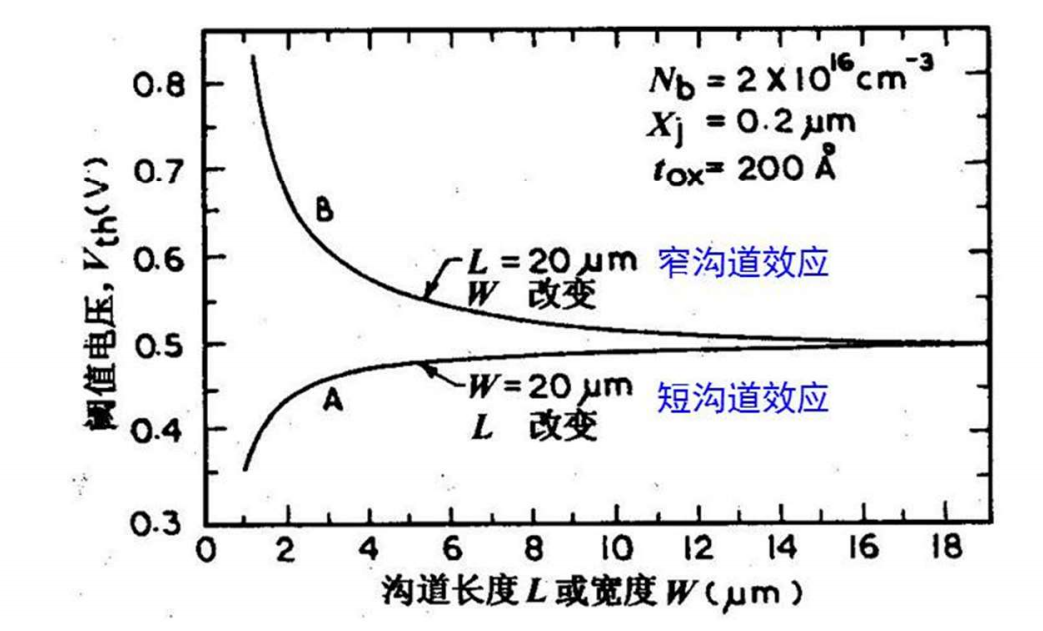 N_b = 2 X 10^16 cm^-3
X_j = 0.2 μm
t_ox = 200 Å
阈值电压, V_th (V)
0.8
0.7
0.6
0.5
0.4
0.3
B
L = 20 μm 窄沟道效应
W 改变
A
W = 20 μm 短沟道效应
L 改变
0 2 4 6 8 10 12 14 16 18
沟道长度 L 或宽度 W (μm)